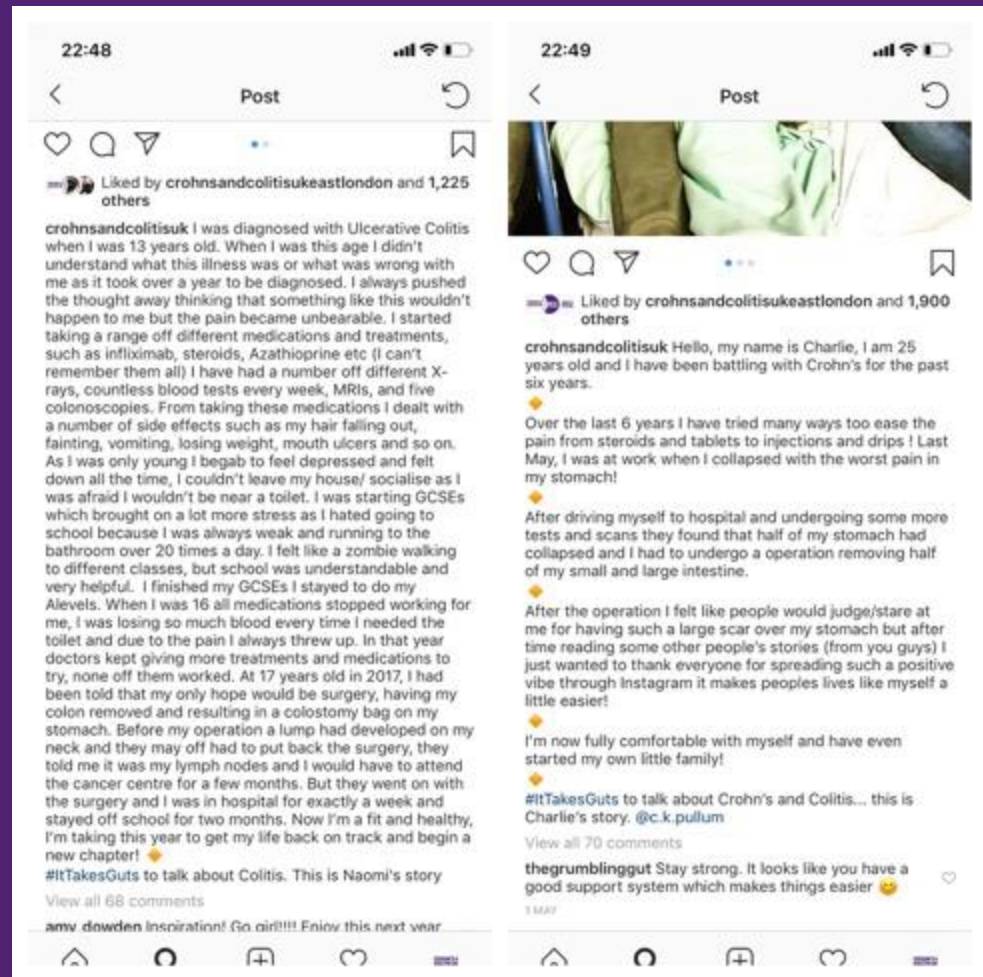 22:48
Post
Liked by crohnsandcolitisukeastlondon and 1,225
others
crohnsandcolitisuk I was diagnosed with Ulcerative Colitis
when I was 13 years old. When I was this age I didn't
understand what this illness was or what was wrong with
me as it took over a year to be diagnosed. I always pushed
the thought away thinking that something like this wouldn't
happen to me but the pain became unbearable. I started
taking a range off different medications and treatments,
such as infliximab, steroids, Azathioprine etc (I can't
remember them all) I have had a number off different X-
rays, countless blood tests every week, MRIs, and five
colonoscopies. From taking these medications I dealt with
a number of side effects such as my hair falling out,
fainting, vomiting, losing weight, mouth ulcers and so on.
As I was only young I begab to feel depressed and felt
down all the time, I couldn't leave my house/ socialise as I
was afraid I wouldn't be near a toilet. I was starting GCSEs
which brought on a lot more stress as I hated going to
school because I was always weak and running to the
bathroom over 20 times a day. I felt like a zombie walking
to different classes, but school was understandable and
very helpful. I finished my GCSEs I stayed to do my
Alevels. When I was 16 all medications stopped working for
me, I was losing so much blood every time I needed the
toilet and due to the pain I always threw up. In that year
doctors kept giving more treatments and medications to
try, none off them worked. At 17 years old in 2017, I had
been told that my only hope would be surgery, having my
colon removed and resulting in a colostomy bag on my
stomach. Before my operation a lump had developed on my
neck and they may off had to put back the surgery, they
told me it was my lymph nodes and I would have to attend
the cancer centre for a few months. But they went on with
the surgery and I was in hospital for exactly a week and
stayed off school for two months. Now I'm a fit and healthy,
I'm taking this year to get my life back on track and begin a
new chapter!
#ItTakesGuts to talk about Colitis. This is Naomi's story
View all 68 comments
amy_dowden Inspiration! Go girl!!!! Enjoy this next year
22:49
Post
Liked by crohnsandcolitisukeastlondon and 1,900
others
crohnsandcolitisuk Hello, my name is Charlie, I am 25
years old and I have been battling with Crohn's for the past
six years.
Over the last 6 years I have tried many ways too ease the
pain from steroids and tablets to injections and drips ! Last
May, I was at work when I collapsed with the worst pain in
my stomach!
After driving myself to hospital and undergoing some more
tests and scans they found that half of my stomach had
collapsed and I had to undergo a operation removing half
of my small and large intestine.
After the operation I felt like people would judge/stare at
me for having such a large scar over my stomach but after
time reading some other people's stories (from you guys) I
just wanted to thank everyone for spreading such a positive
vibe through Instagram it makes peoples lives like myself a
little easier!
I'm now fully comfortable with myself and have even
started my own little family!
#ItTakesGuts to talk about Crohn's and Colitis... this is
Charlie's story. @c.k.pullum
View all 70 comments
thegrumblinggut Stay strong. It looks like you have a
good support system which makes things easier
1 MAY